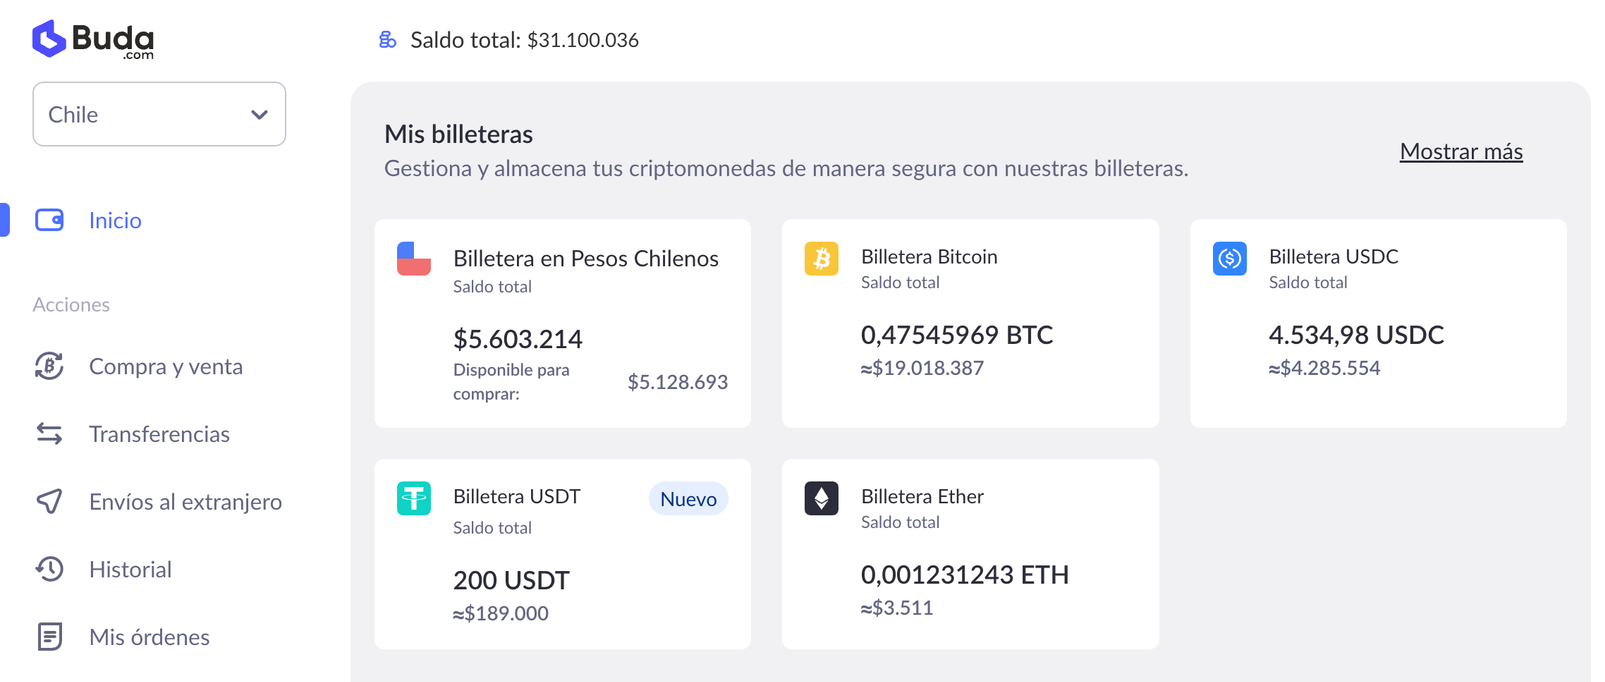 Buda
.com
Saldo total: $31.100.036
Chile
Mis billeteras
Gestiona y almacena tus criptomonedas de manera segura con nuestras billeteras.
Mostrar más
Inicio
Acciones
Compra y venta
Transferencias
Envíos al extranjero
Historial
Mis órdenes
Billetera en Pesos Chilenos
Saldo total
$5.603.214
Disponible para
comprar:
$5.128.693
Billetera Bitcoin
Saldo total
0,47545969 BTC
≈$19.018.387
Billetera USDC
Saldo total
4.534,98 USDC
≈$4.285.554
Billetera USDT
Nuevo
Saldo total
200 USDT
≈$189.000
Billetera Ether
Saldo total
0,001231243 ETH
≈$3.511